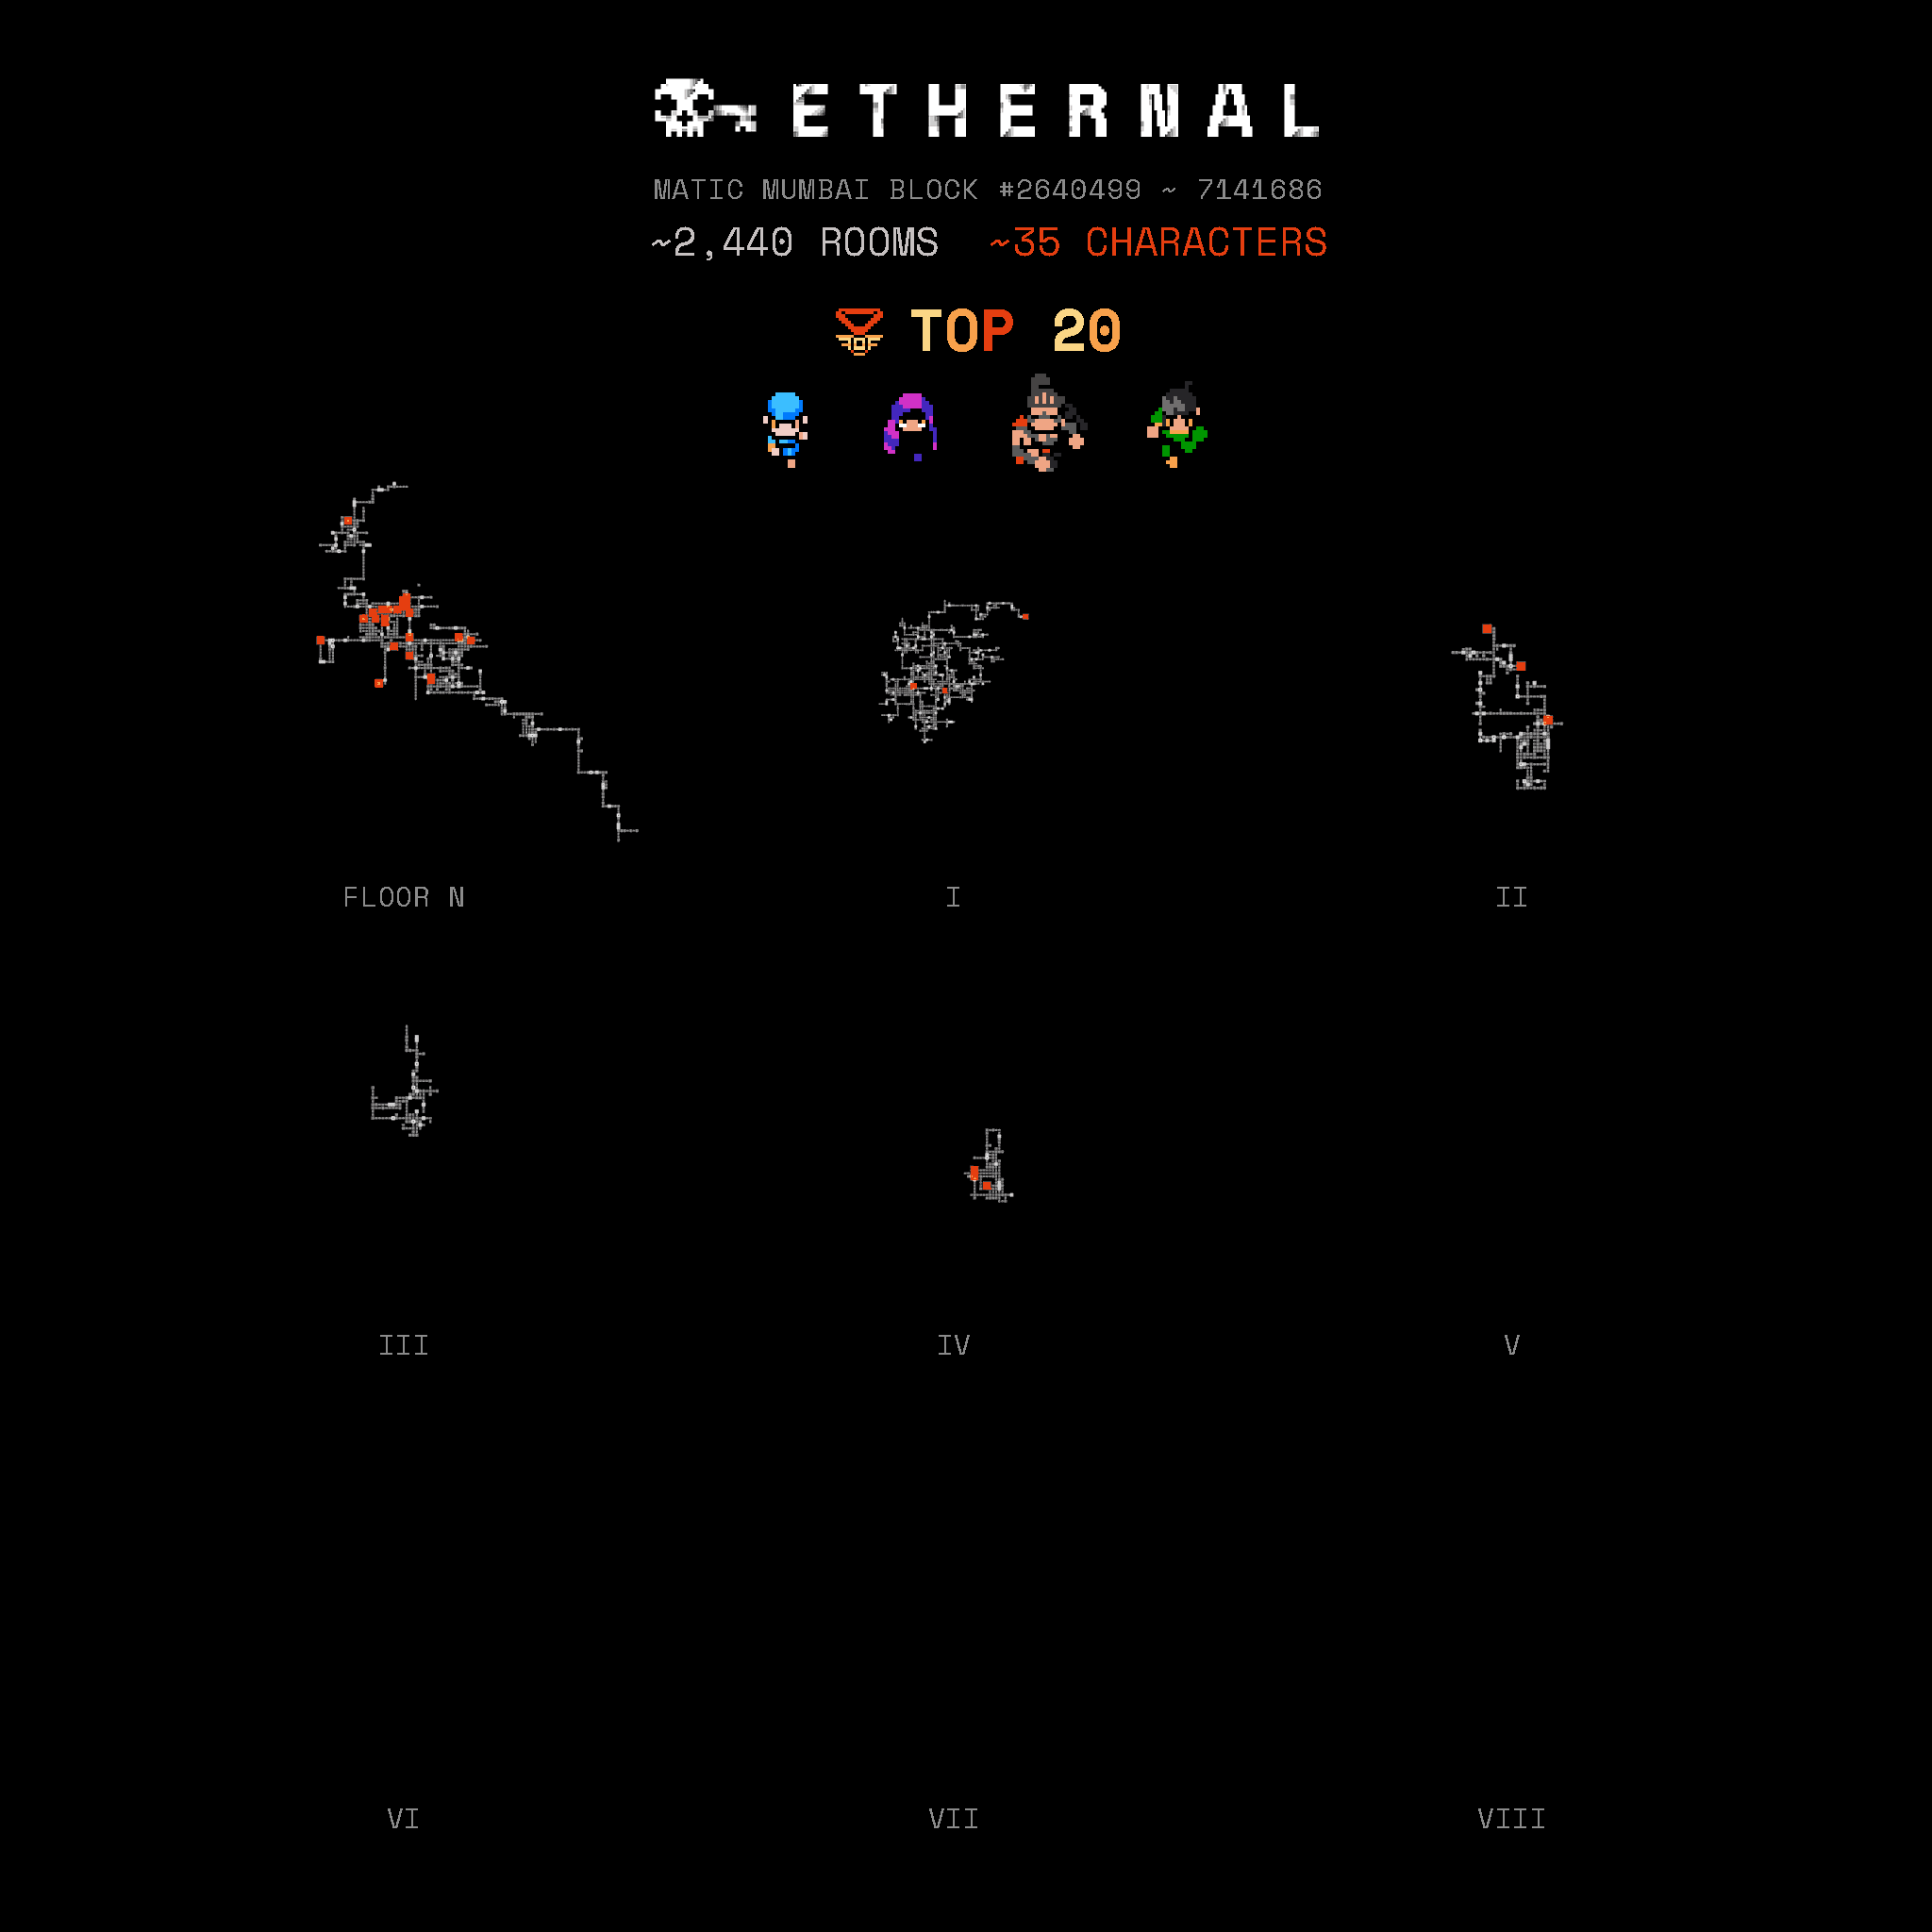 ETHERNAL
MATIC MUMBAI BLOCK #2640499 ~ 7141686
~2,440 ROOMS ~35 CHARACTERS
TOP 20
FLOOR N
I
II
III
IV
V
VI
VII
VIII